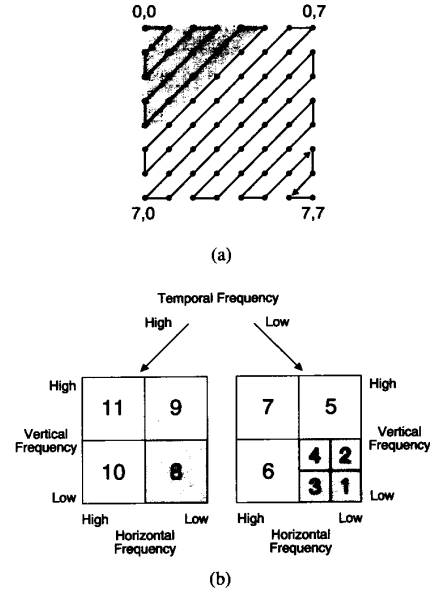 0,0 0,7
7,0 7,7
(a)
Temporal Frequency
High Low
High
11 9
Vertical
Frequency
10
Low
High Low
Horizontal
Frequency
7 5
High
4 2
Vertical
Frequency
6
3 1
Low
High Low
Horizontal
Frequency
(b)